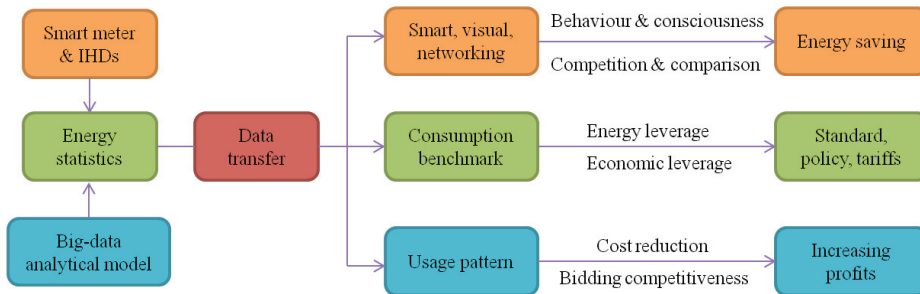 Smart meter
& IHDs
Energy
statistics
Big-data
analytical model
Data
transfer
Smart, visual,
networking
Behaviour & consciousness
Competition & comparison
Energy saving
Consumption
benchmark
Energy leverage
Economic leverage
Standard,
policy, tariffs
Usage pattern
Cost reduction
Bidding competitiveness
Increasing
profits